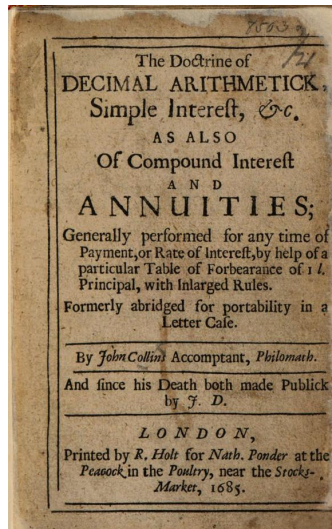 The Doctrine of
DECIMAL ARITHMETICK,
Simple Intereſt, &c.
AS ALSO
Of Compound Intereſt
AND
ANNUITIES;
Generally performed for any time of
Payment, or Rate of Intereſt, by help of a
particular Table of Forbearance of 1 l.
Principal, with Inlarged Rules.
Formerly abridged for portability in a
Letter Caſe.
By John Collins Accomptant, Philomath.
And ſince his Death both made Publick
by J. D.
LONDON,
Printed by R. Holt for Nath. Ponder at the
Peacock in the Poultry, near the Stocks-
Market, 1685.